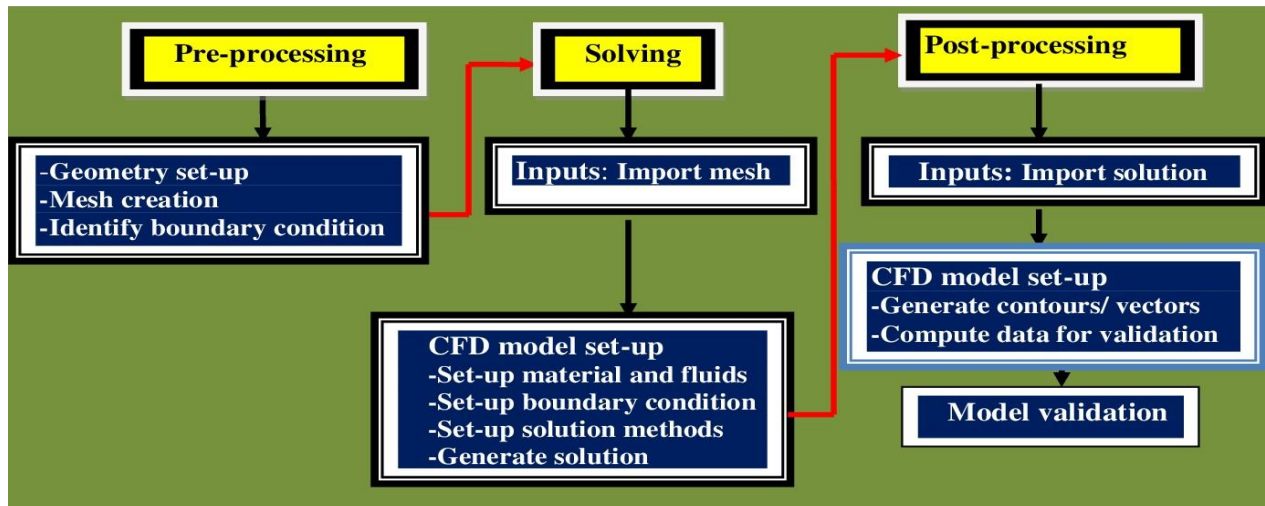 Pre-processing
-Geometry set-up
-Mesh creation
-Identify boundary condition
Solving
Inputs: Import mesh
CFD model set-up
-Set-up material and fluids
-Set-up boundary condition
-Set-up solution methods
-Generate solution
Post-processing
Inputs: Import solution
CFD model set-up
-Generate contours/ vectors
-Compute data for validation
Model validation